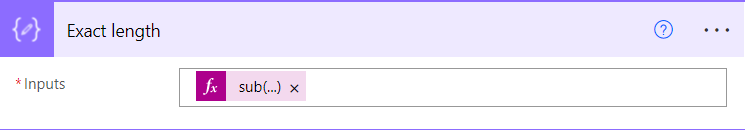 Exact length
*Inputs
fx sub(...) ×